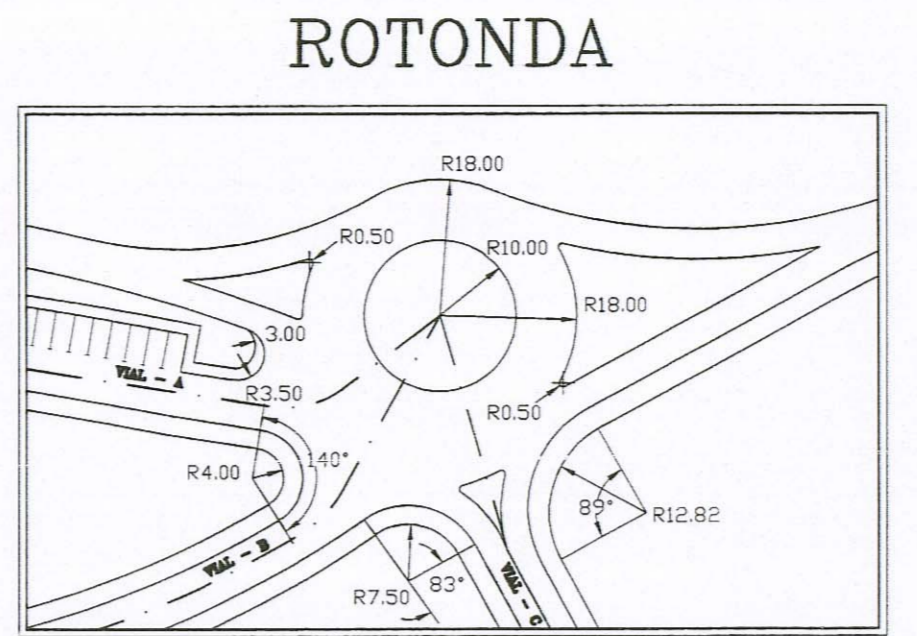 ROTONDA
R18.00
R0.50
R10.00
R18.00
3.00
VIAL - A
R3.50
R0.50
R4.00
140°
89°
R12.82
VIAL - B
83°
R7.50
VIAL - C